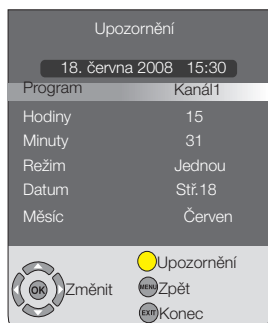 Upozornění
18. června 2008 15:30
Program Kanál1
Hodiny 15
Minuty 31
Režim Jednou
Datum Stř.18
Měsíc Červen
Upozornění
OK Změnit MENU Zpět
EXIT Konec